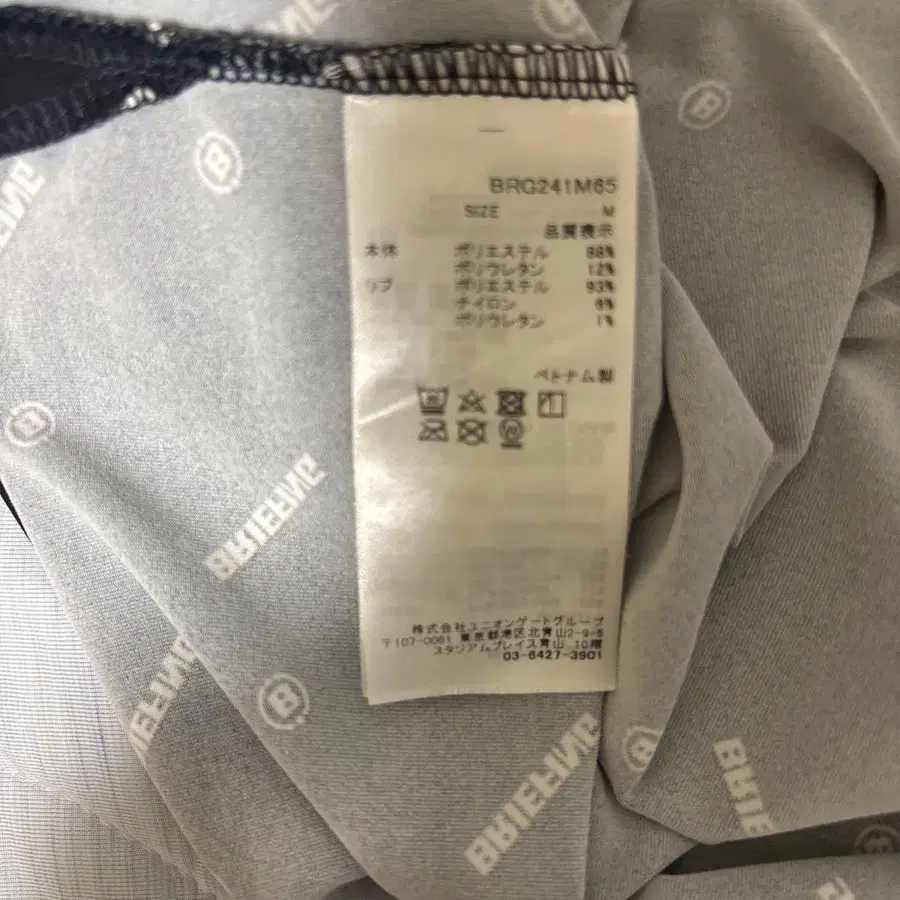 BRG241M65
SIZE M
品質表示
本体 ポリエステル 88%
ポリウレタン 12%
リブ ポリエステル 93%
ナイロン 6%
ポリウレタン 1%
ベトナム製
株式会社ユニオンゲートグループ
〒107-0061 東京都港区北青山2-9-5
スタジアムプレイス青山 10階
03-6427-3901
BRIEFING
BRIEFING
BRIEFING